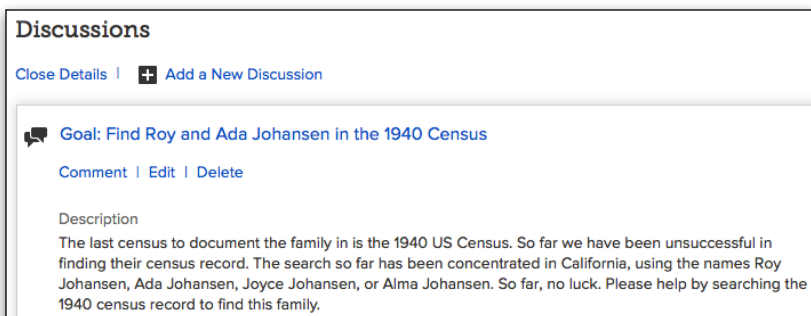 Discussions
Close Details | Add a New Discussion
Goal: Find Roy and Ada Johansen in the 1940 Census
Comment | Edit | Delete
Description
The last census to document the family in is the 1940 US Census. So far we have been unsuccessful in
finding their census record. The search so far has been concentrated in California, using the names Roy
Johansen, Ada Johansen, Joyce Johansen, or Alma Johansen. So far, no luck. Please help by searching the
1940 census record to find this family.